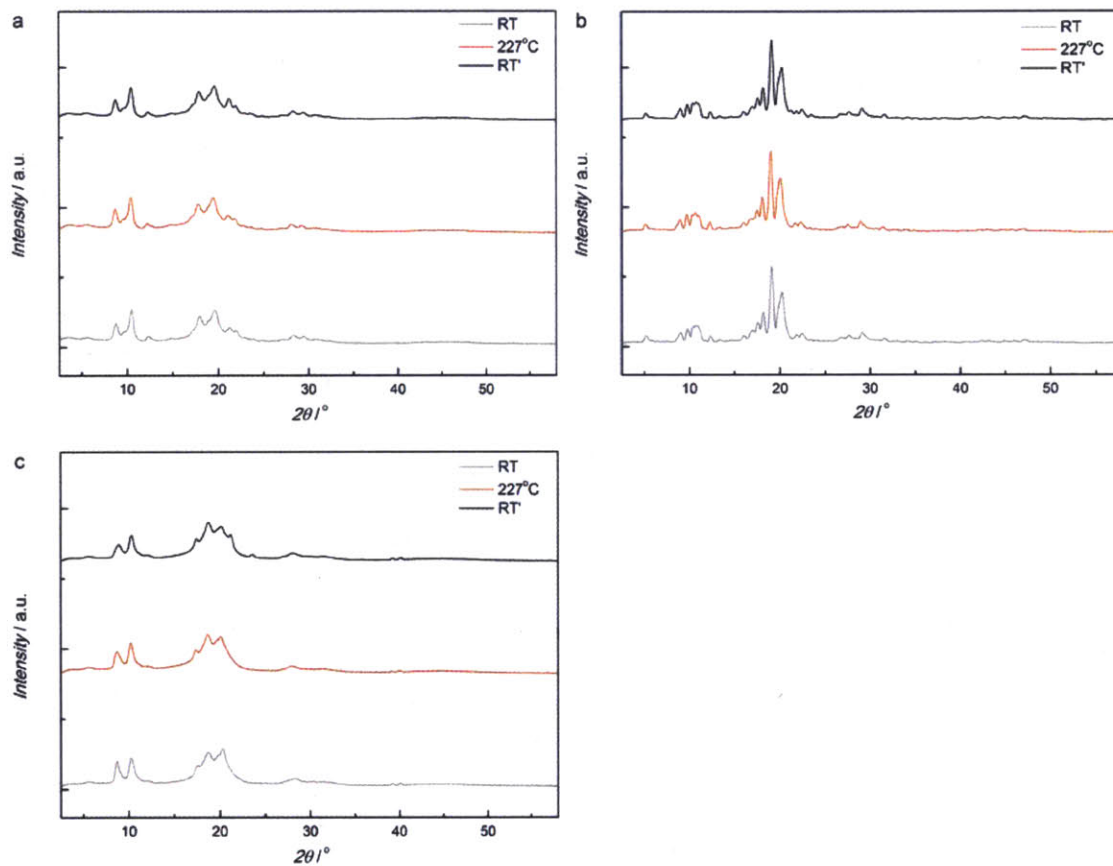 a
RT
227°C
RT'
Intensity / a.u.
10 20 30 40 50
2θ / °
b
RT
227°C
RT'
Intensity / a.u.
10 20 30 40 50
2θ / °
c
RT
227°C
RT'
Intensity / a.u.
10 20 30 40 50
2θ / °